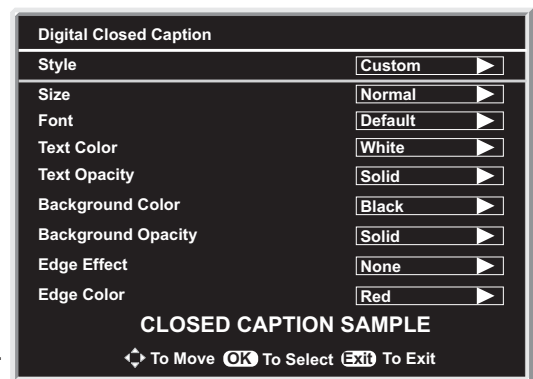 Digital Closed Caption
Style Custom
Size Normal
Font Default
Text Color White
Text Opacity Solid
Background Color Black
Background Opacity Solid
Edge Effect None
Edge Color Red
CLOSED CAPTION SAMPLE
To Move OK To Select Exit To Exit